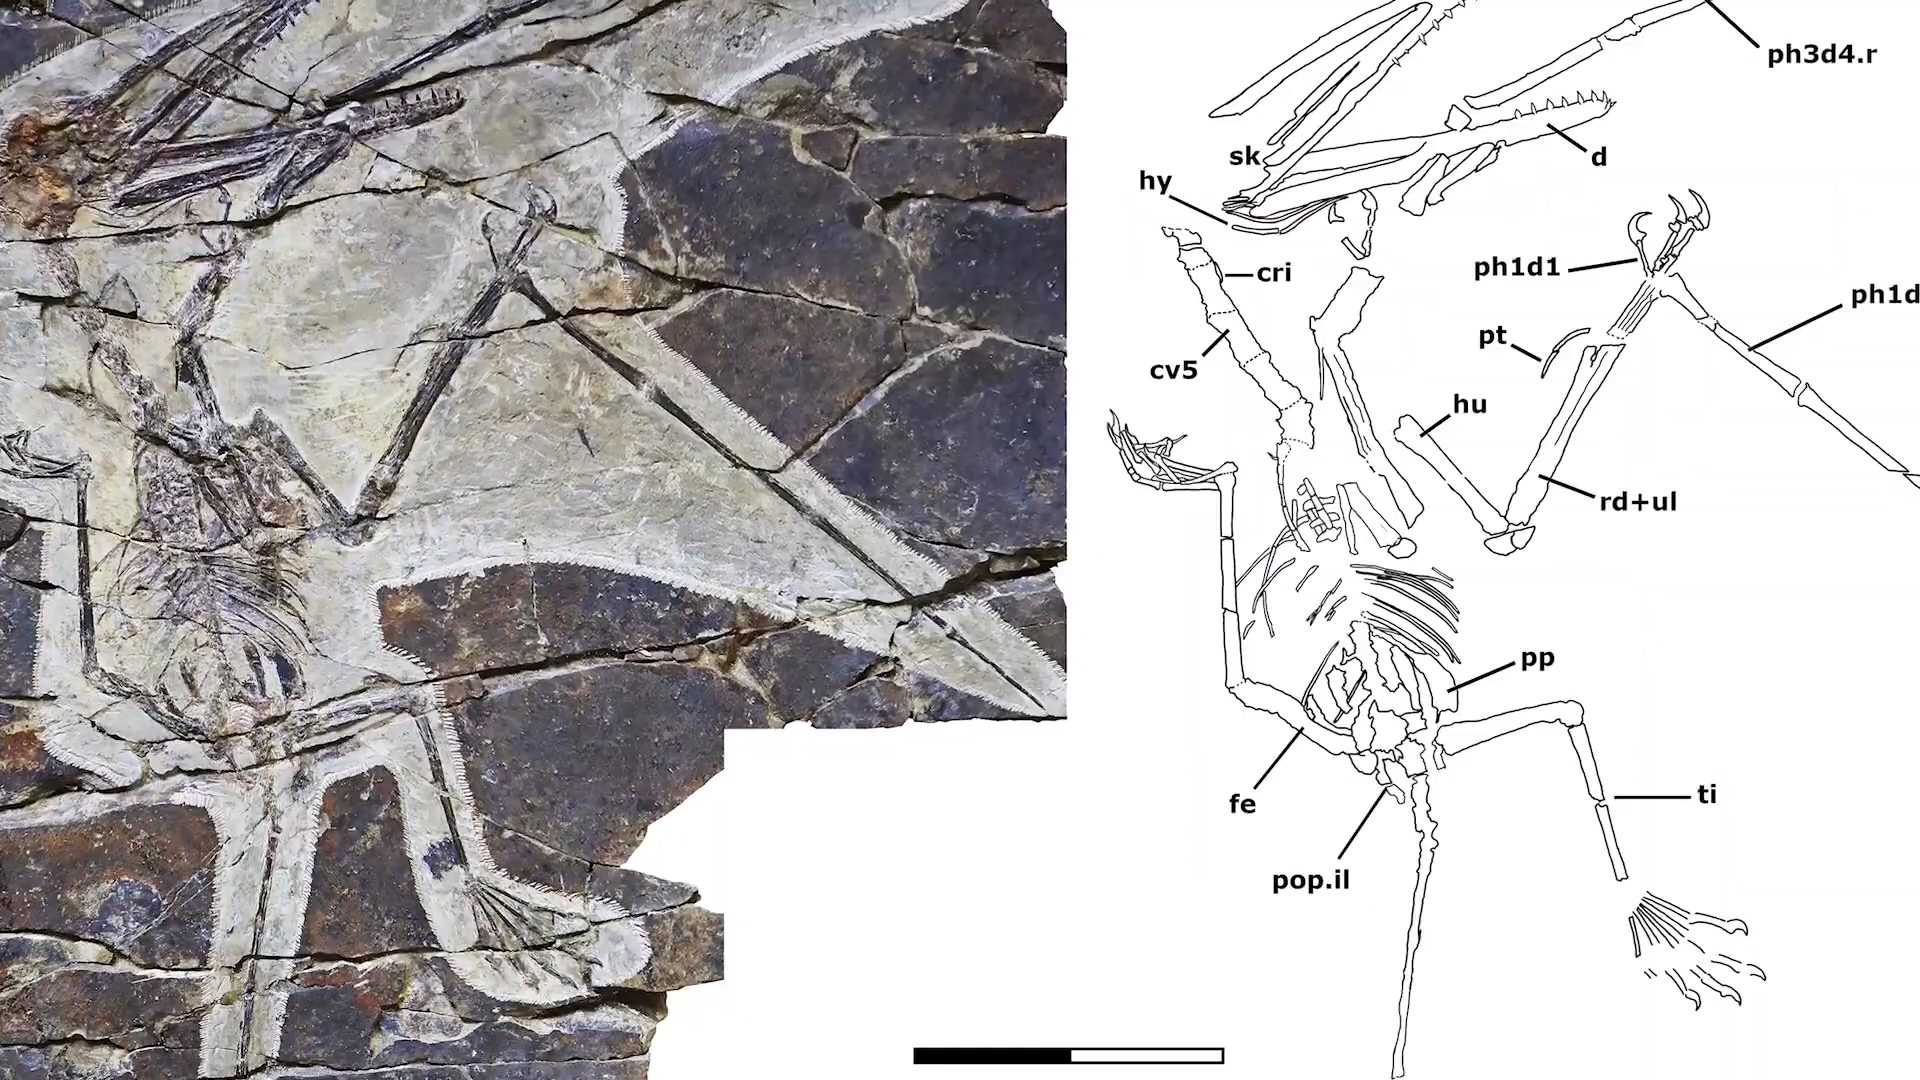 ph3d4.r
sk
d
hy
cri
ph1d1
ph1d
pt
cv5
hu
rd+ul
pp
fe
ti
pop.il